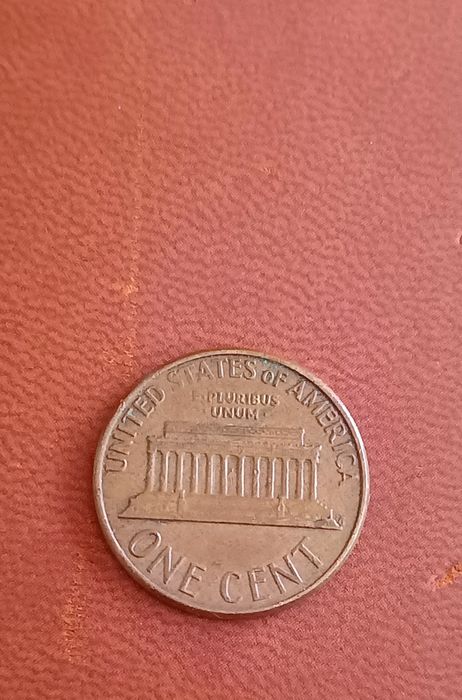 UNITED STATES OF AMERICA
E·PLURIBUS
·UNUM·
ONE CENT